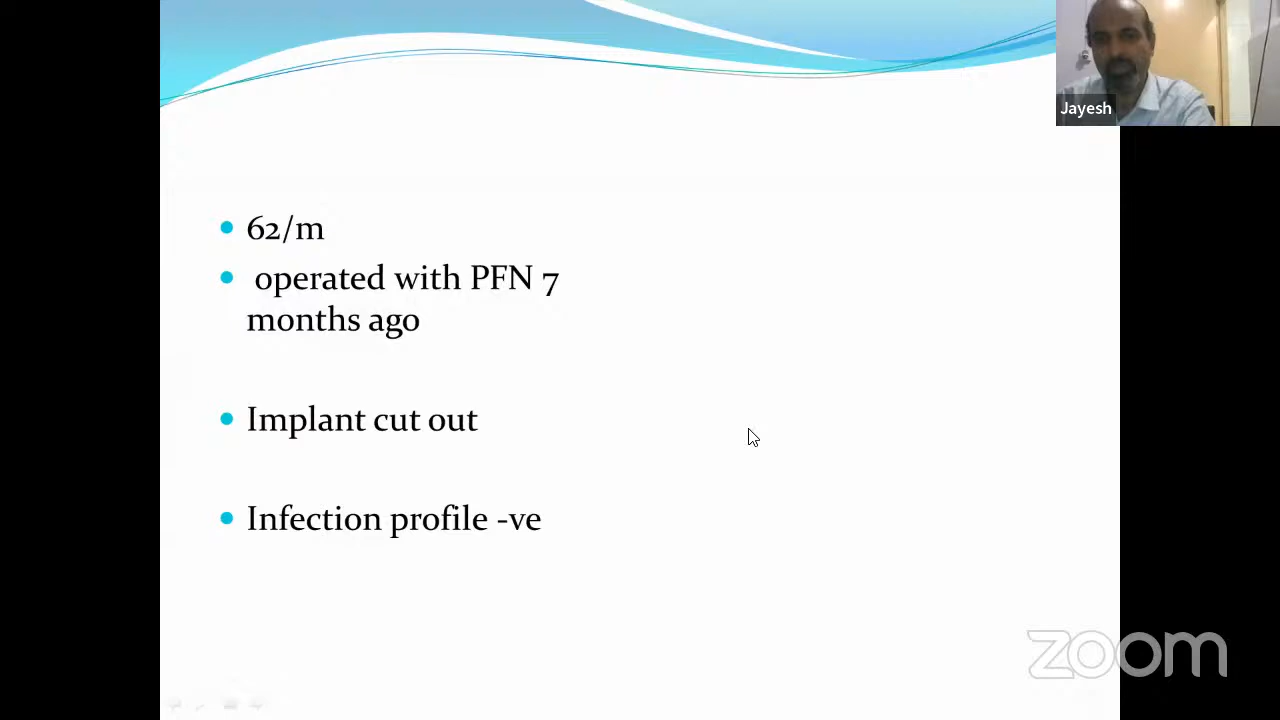 Jayesh
62/m
operated with PFN 7
months ago
Implant cut out
Infection profile -ve
zoom